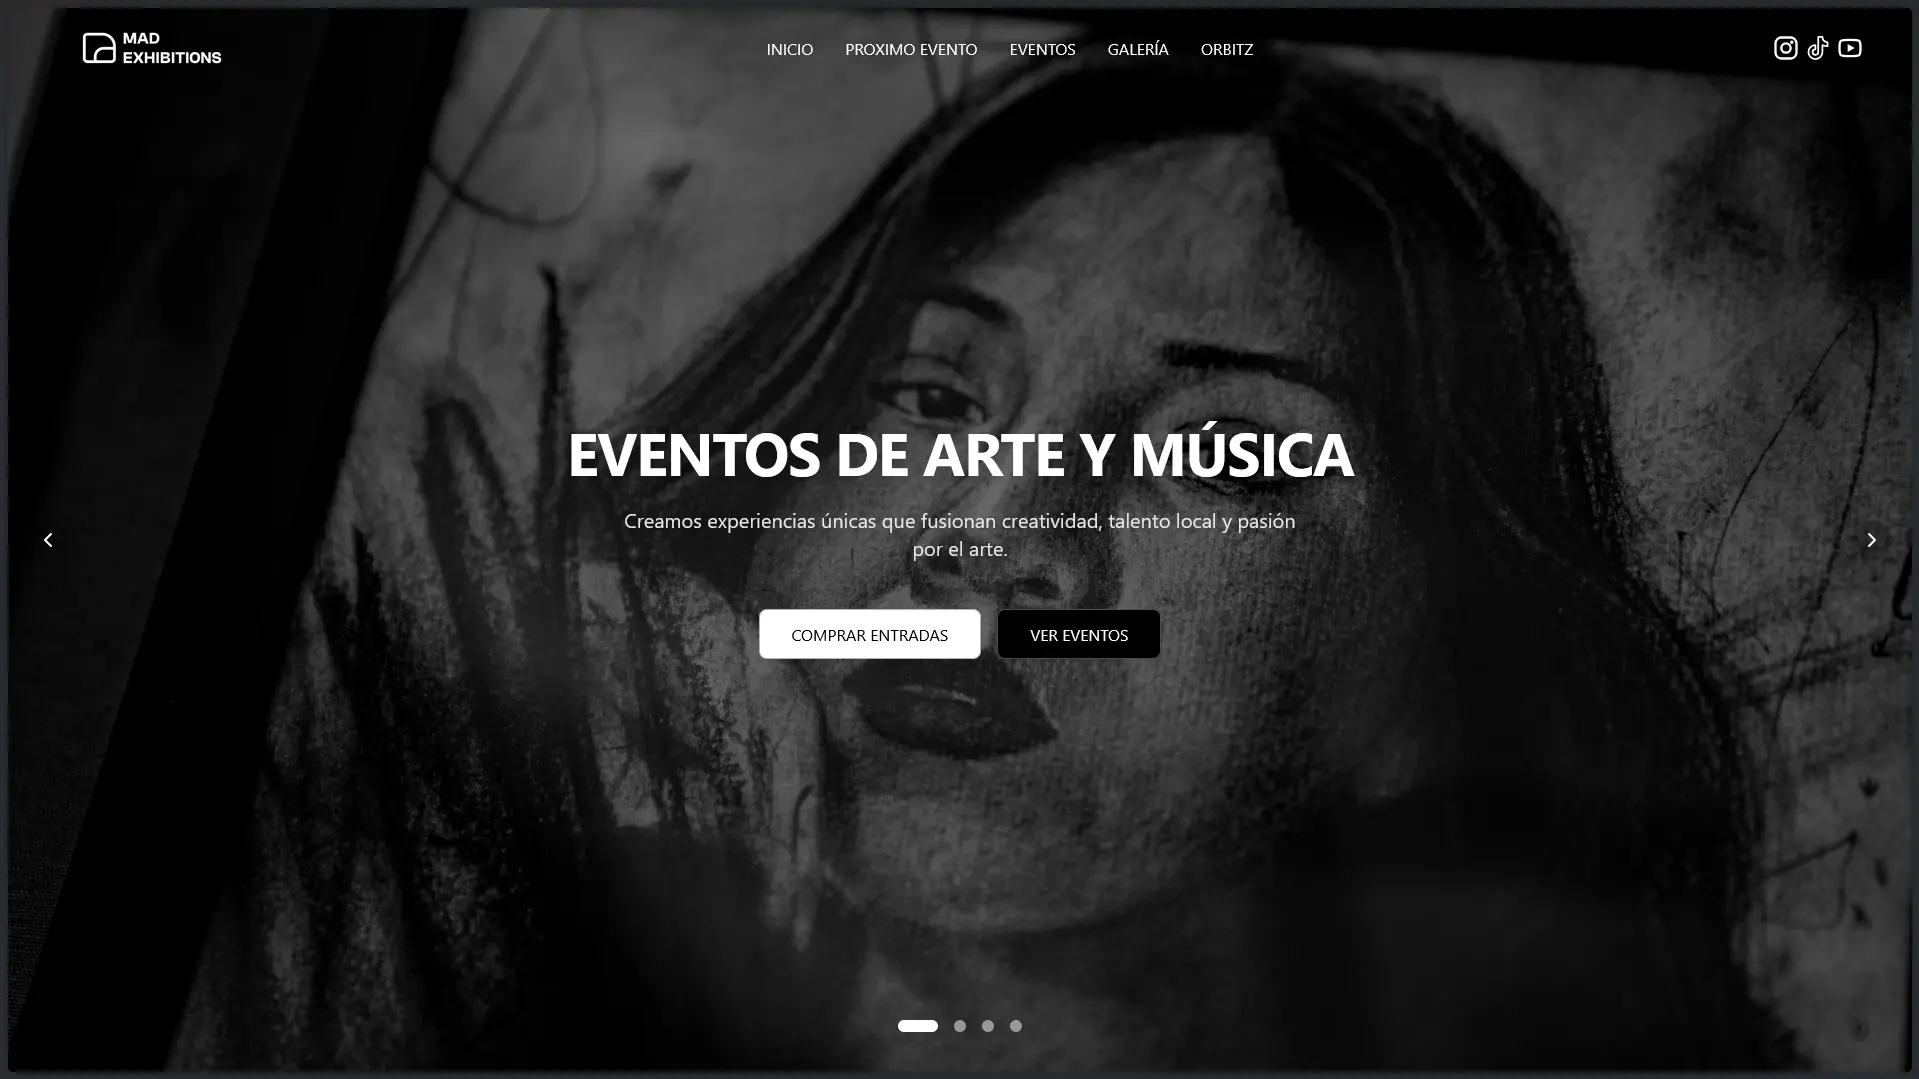 MAD
EXHIBITIONS
INICIO
PROXIMO EVENTO
EVENTOS
GALERÍA
ORBITZ
EVENTOS DE ARTE Y MÚSICA
Creamos experiencias únicas que fusionan creatividad, talento local y pasión
por el arte.
COMPRAR ENTRADAS
VER EVENTOS